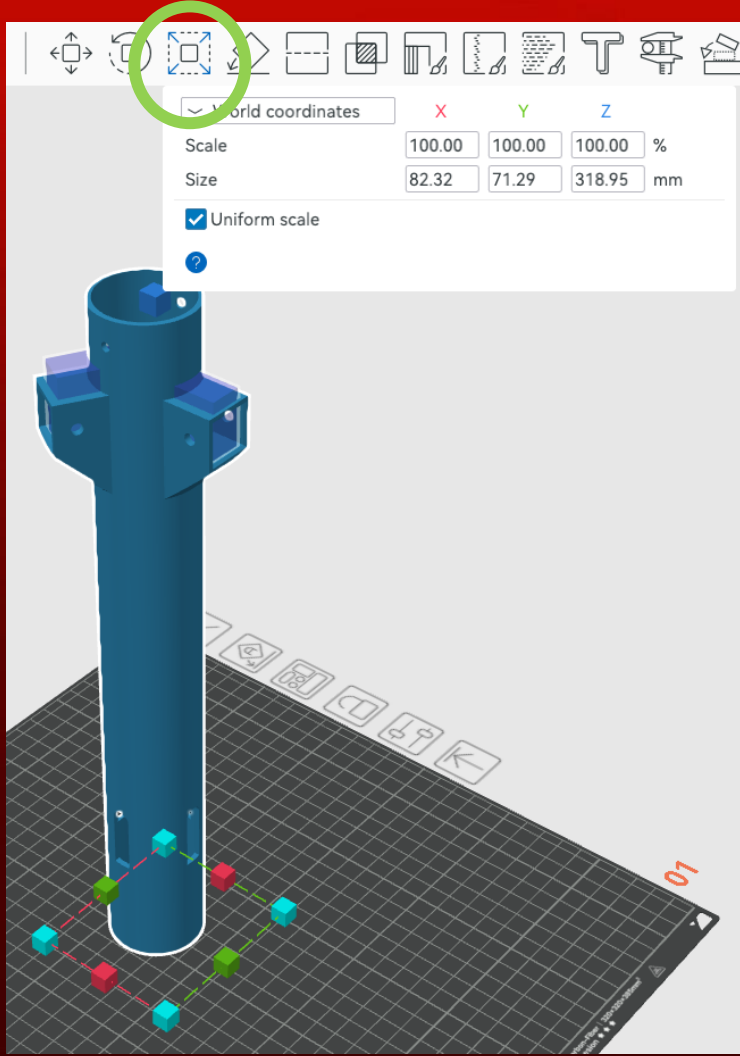 World coordinates X Y Z
Scale 100.00 100.00 100.00 %
Size 82.32 71.29 318.95 mm
Uniform scale
?
01